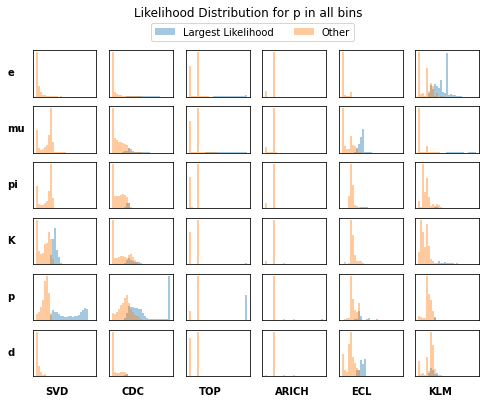 Likelihood Distribution for p in all bins
Largest Likelihood Other
e
mu
pi
K
p
d
SVD CDC TOP ARICH ECL KLM